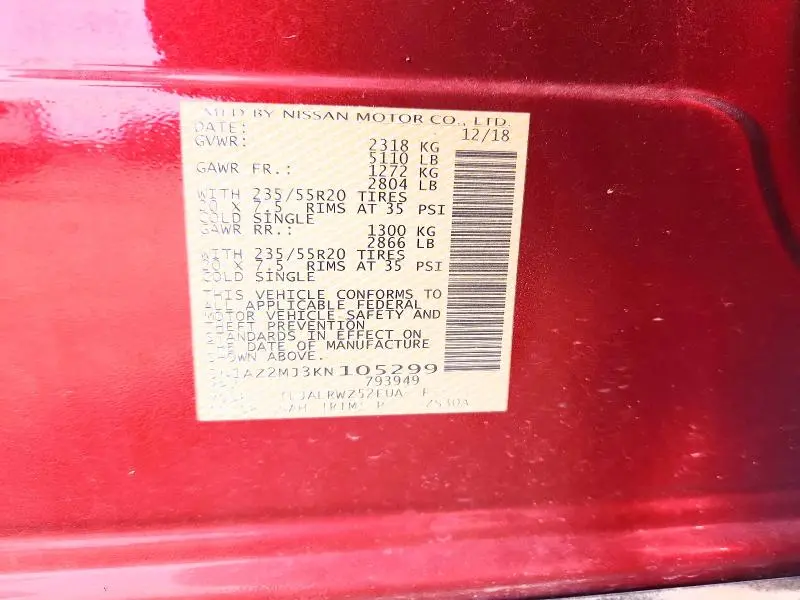 MFD BY NISSAN MOTOR CO., LTD.
DATE: 12/18
GVWR: 2318 KG
5110 LB
GAWR FR.: 1272 KG
2804 LB
WITH 235/55R20 TIRES
20 X 7.5 RIMS AT 35 PSI
COLD SINGLE
GAWR RR.: 1300 KG
2866 LB
WITH 235/55R20 TIRES
20 X 7.5 RIMS AT 35 PSI
COLD SINGLE
THIS VEHICLE CONFORMS TO
ALL APPLICABLE FEDERAL
MOTOR VEHICLE SAFETY AND
THEFT PREVENTION
STANDARDS IN EFFECT ON
THE DATE OF MANUFACTURE
SHOWN ABOVE.
105299
793949